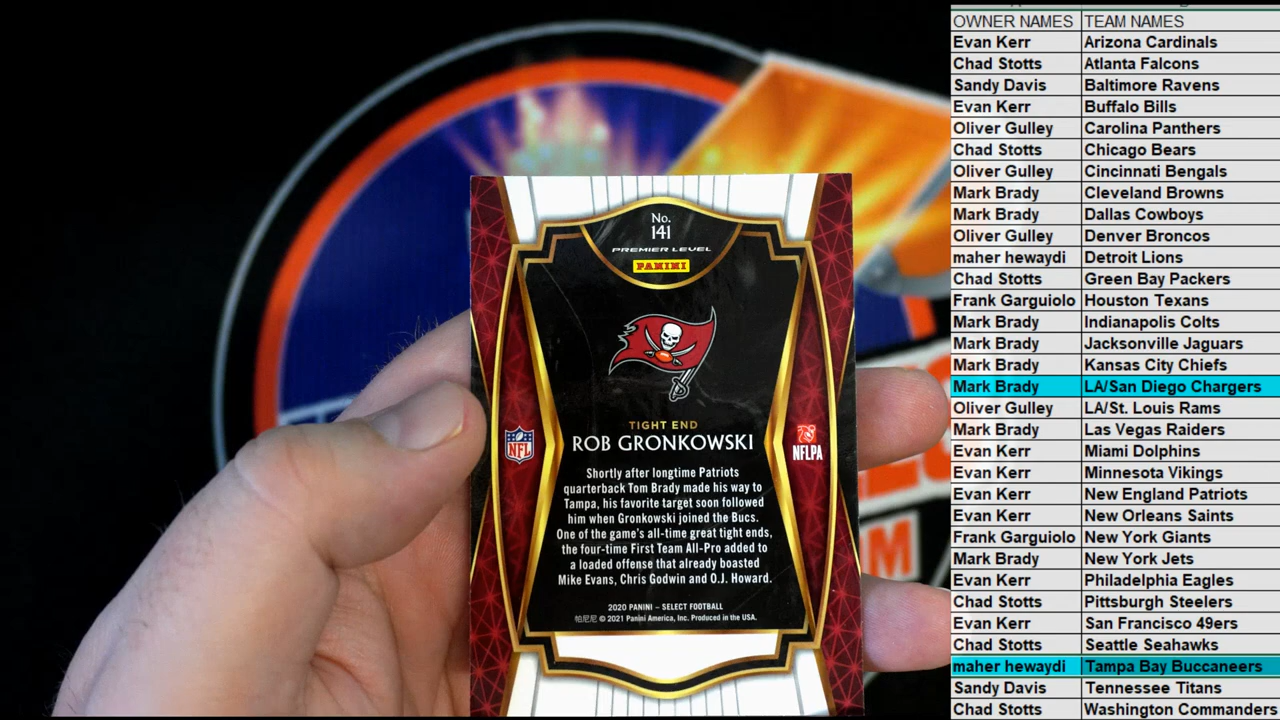 No.
141
PREMIER LEVEL
PANINI
TIGHT END
ROB GRONKOWSKI
NFL
NFLPA
Shortly after longtime Patriots
quarterback Tom Brady made his way to
Tampa, his favorite target soon followed
him when Gronkowski joined the Bucs.
One of the game's all-time great tight ends,
the four-time First Team All-Pro added to
a loaded offense that already boasted
Mike Evans, Chris Godwin and O.J. Howard.
2020 PANINI – SELECT FOOTBALL
帕尼尼 © 2021 Panini America, Inc. Produced in the USA.
OWNER NAMES TEAM NAMES
Evan Kerr Arizona Cardinals
Chad Stotts Atlanta Falcons
Sandy Davis Baltimore Ravens
Evan Kerr Buffalo Bills
Oliver Gulley Carolina Panthers
Chad Stotts Chicago Bears
Oliver Gulley Cincinnati Bengals
Mark Brady Cleveland Browns
Mark Brady Dallas Cowboys
Oliver Gulley Denver Broncos
maher hewaydi Detroit Lions
Chad Stotts Green Bay Packers
Frank Garguiolo Houston Texans
Mark Brady Indianapolis Colts
Mark Brady Jacksonville Jaguars
Mark Brady Kansas City Chiefs
Mark Brady LA/San Diego Chargers
Oliver Gulley LA/St. Louis Rams
Mark Brady Las Vegas Raiders
Evan Kerr Miami Dolphins
Evan Kerr Minnesota Vikings
Evan Kerr New England Patriots
Evan Kerr New Orleans Saints
Frank Garguiolo New York Giants
Mark Brady New York Jets
Evan Kerr Philadelphia Eagles
Chad Stotts Pittsburgh Steelers
Evan Kerr San Francisco 49ers
Chad Stotts Seattle Seahawks
maher hewaydi Tampa Bay Buccaneers
Sandy Davis Tennessee Titans
Chad Stotts Washington Commanders